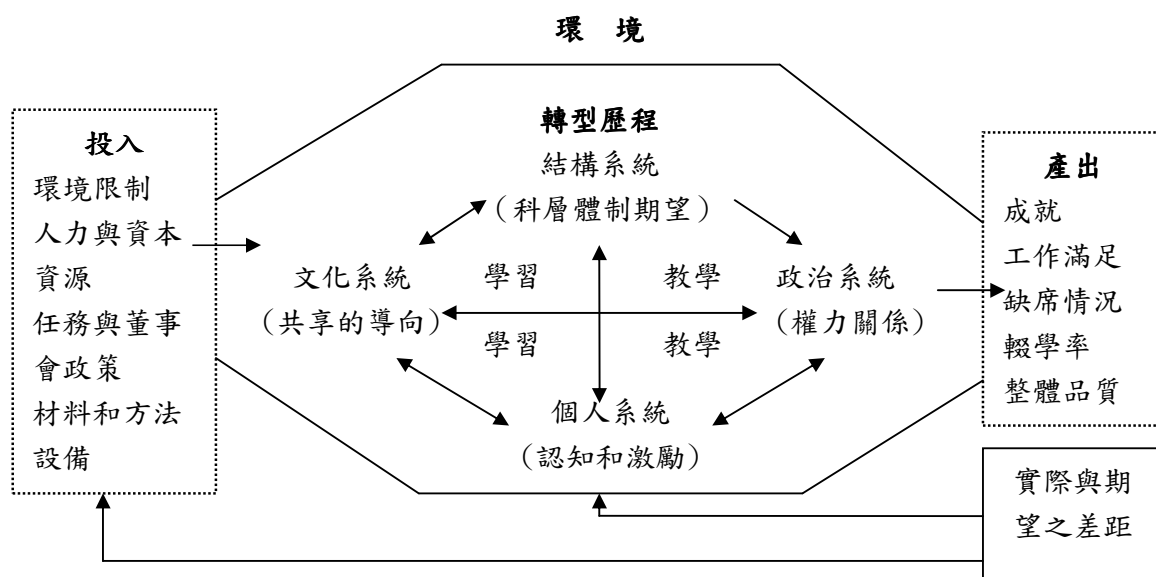 環 境
投入
環境限制
人力與資本
資源
任務與董事
會政策
材料和方法
設備
轉型歷程
結構系統
(科層體制期望)
文化系統
(共享的導向)
學習
教學
學習
教學
政治系統
(權力關係)
個人系統
(認知和激勵)
產出
成就
工作滿足
缺席情況
輟學率
整體品質
實際與期
望之差距